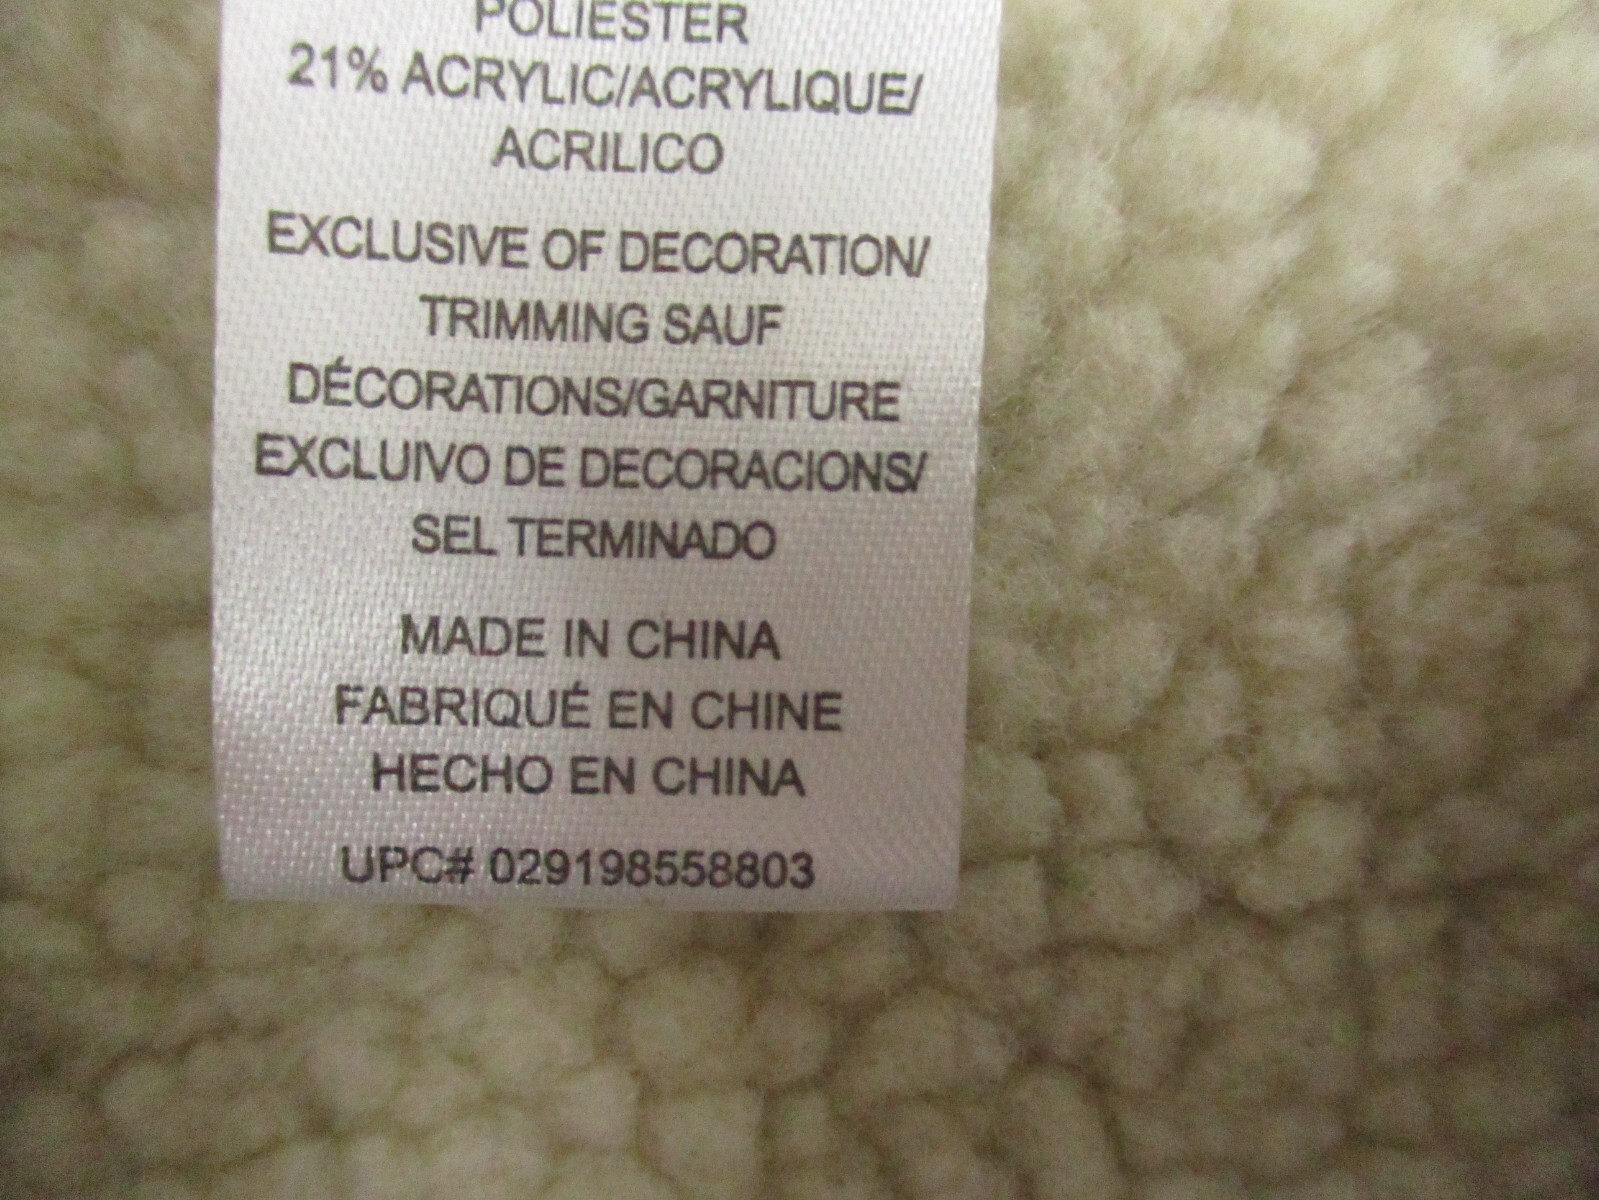 POLIESTER
21% ACRYLIC/ACRYLIQUE/
ACRILICO
EXCLUSIVE OF DECORATION/
TRIMMING SAUF
DÉCORATIONS/GARNITURE
EXCLUIVO DE DECORACIONS/
SEL TERMINADO
MADE IN CHINA
FABRIQUÉ EN CHINE
HECHO EN CHINA
UPC# 029198558803